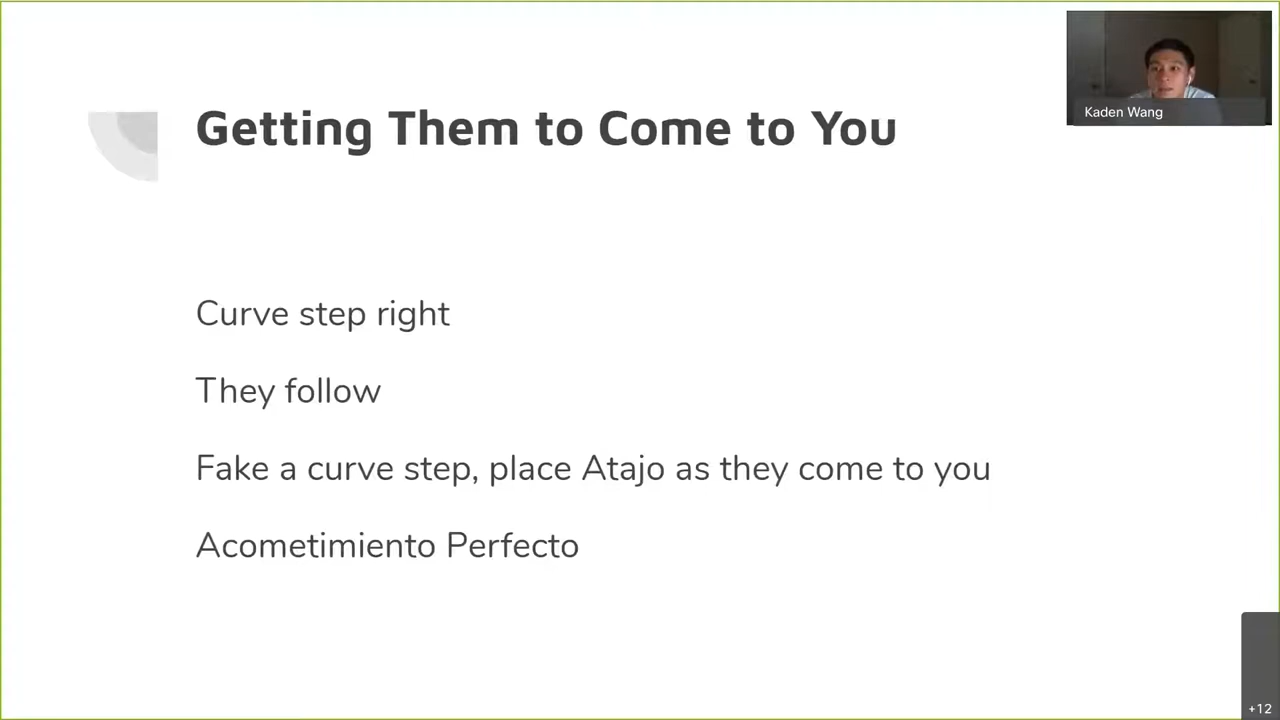 Getting Them to Come to You
Kaden Wang
Curve step right
They follow
Fake a curve step, place Atajo as they come to you
Acometimiento Perfecto
+12